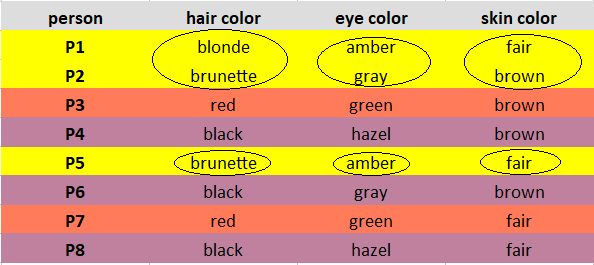 person hair color eye color skin color
P1 blonde amber fair
P2 brunette gray brown
P3 red green brown
P4 black hazel brown
P5 brunette amber fair
P6 black gray brown
P7 red green fair
P8 black hazel fair